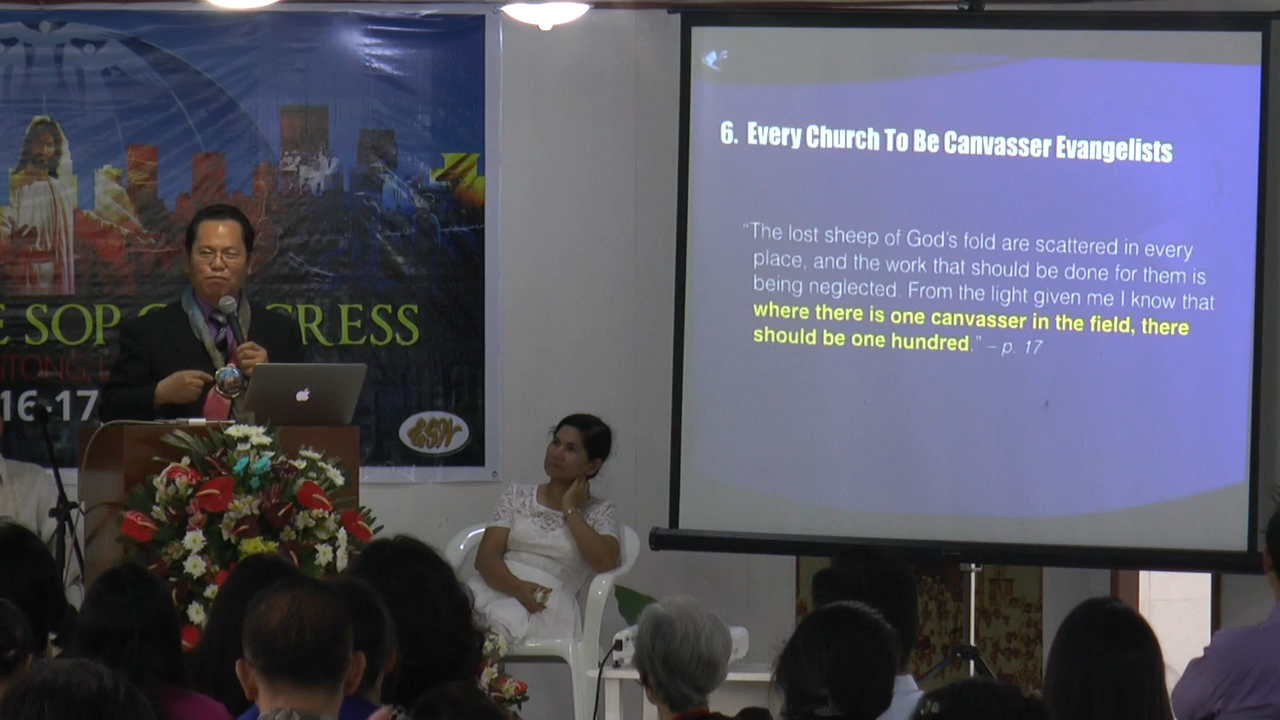 6. Every Church To Be Canvasser Evangelists
"The lost sheep of God's fold are scattered in every
place, and the work that should be done for them is
being neglected. From the light given me I know that
where there is one canvasser in the field, there
should be one hundred." – p. 17
SOP
16-17